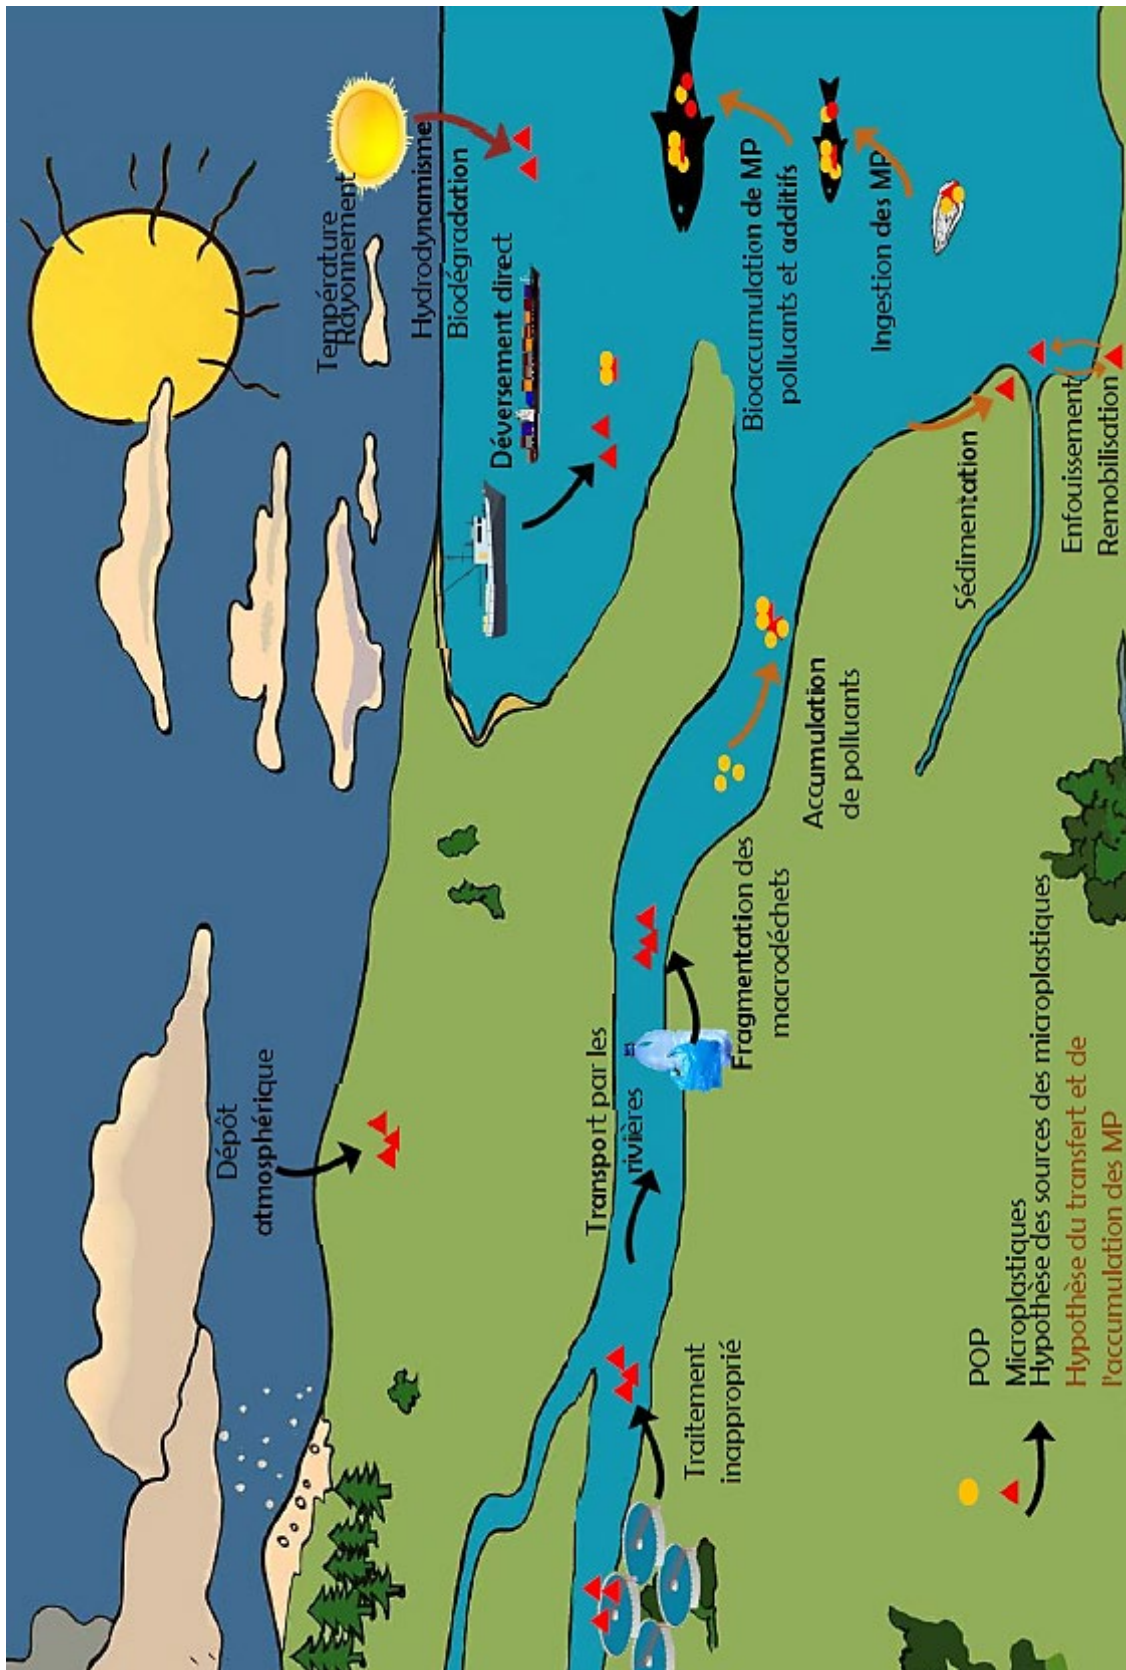 Température
Rayonnement
Hydrodynamisme
Biodégradation
Dépôt
atmosphérique
Déversement direct
Transport par les
rivières
Traitement
inapproprié
Fragmentation des
macrodéchets
Accumulation
de polluants
Bioaccumulation de MP
polluants et additifs
Ingestion des MP
Sédimentation
Enfouissement
Remobilisation
POP
Microplastiques
Hypothèse des sources des microplastiques
Hypothèse du transfert et de
l'accumulation des MP